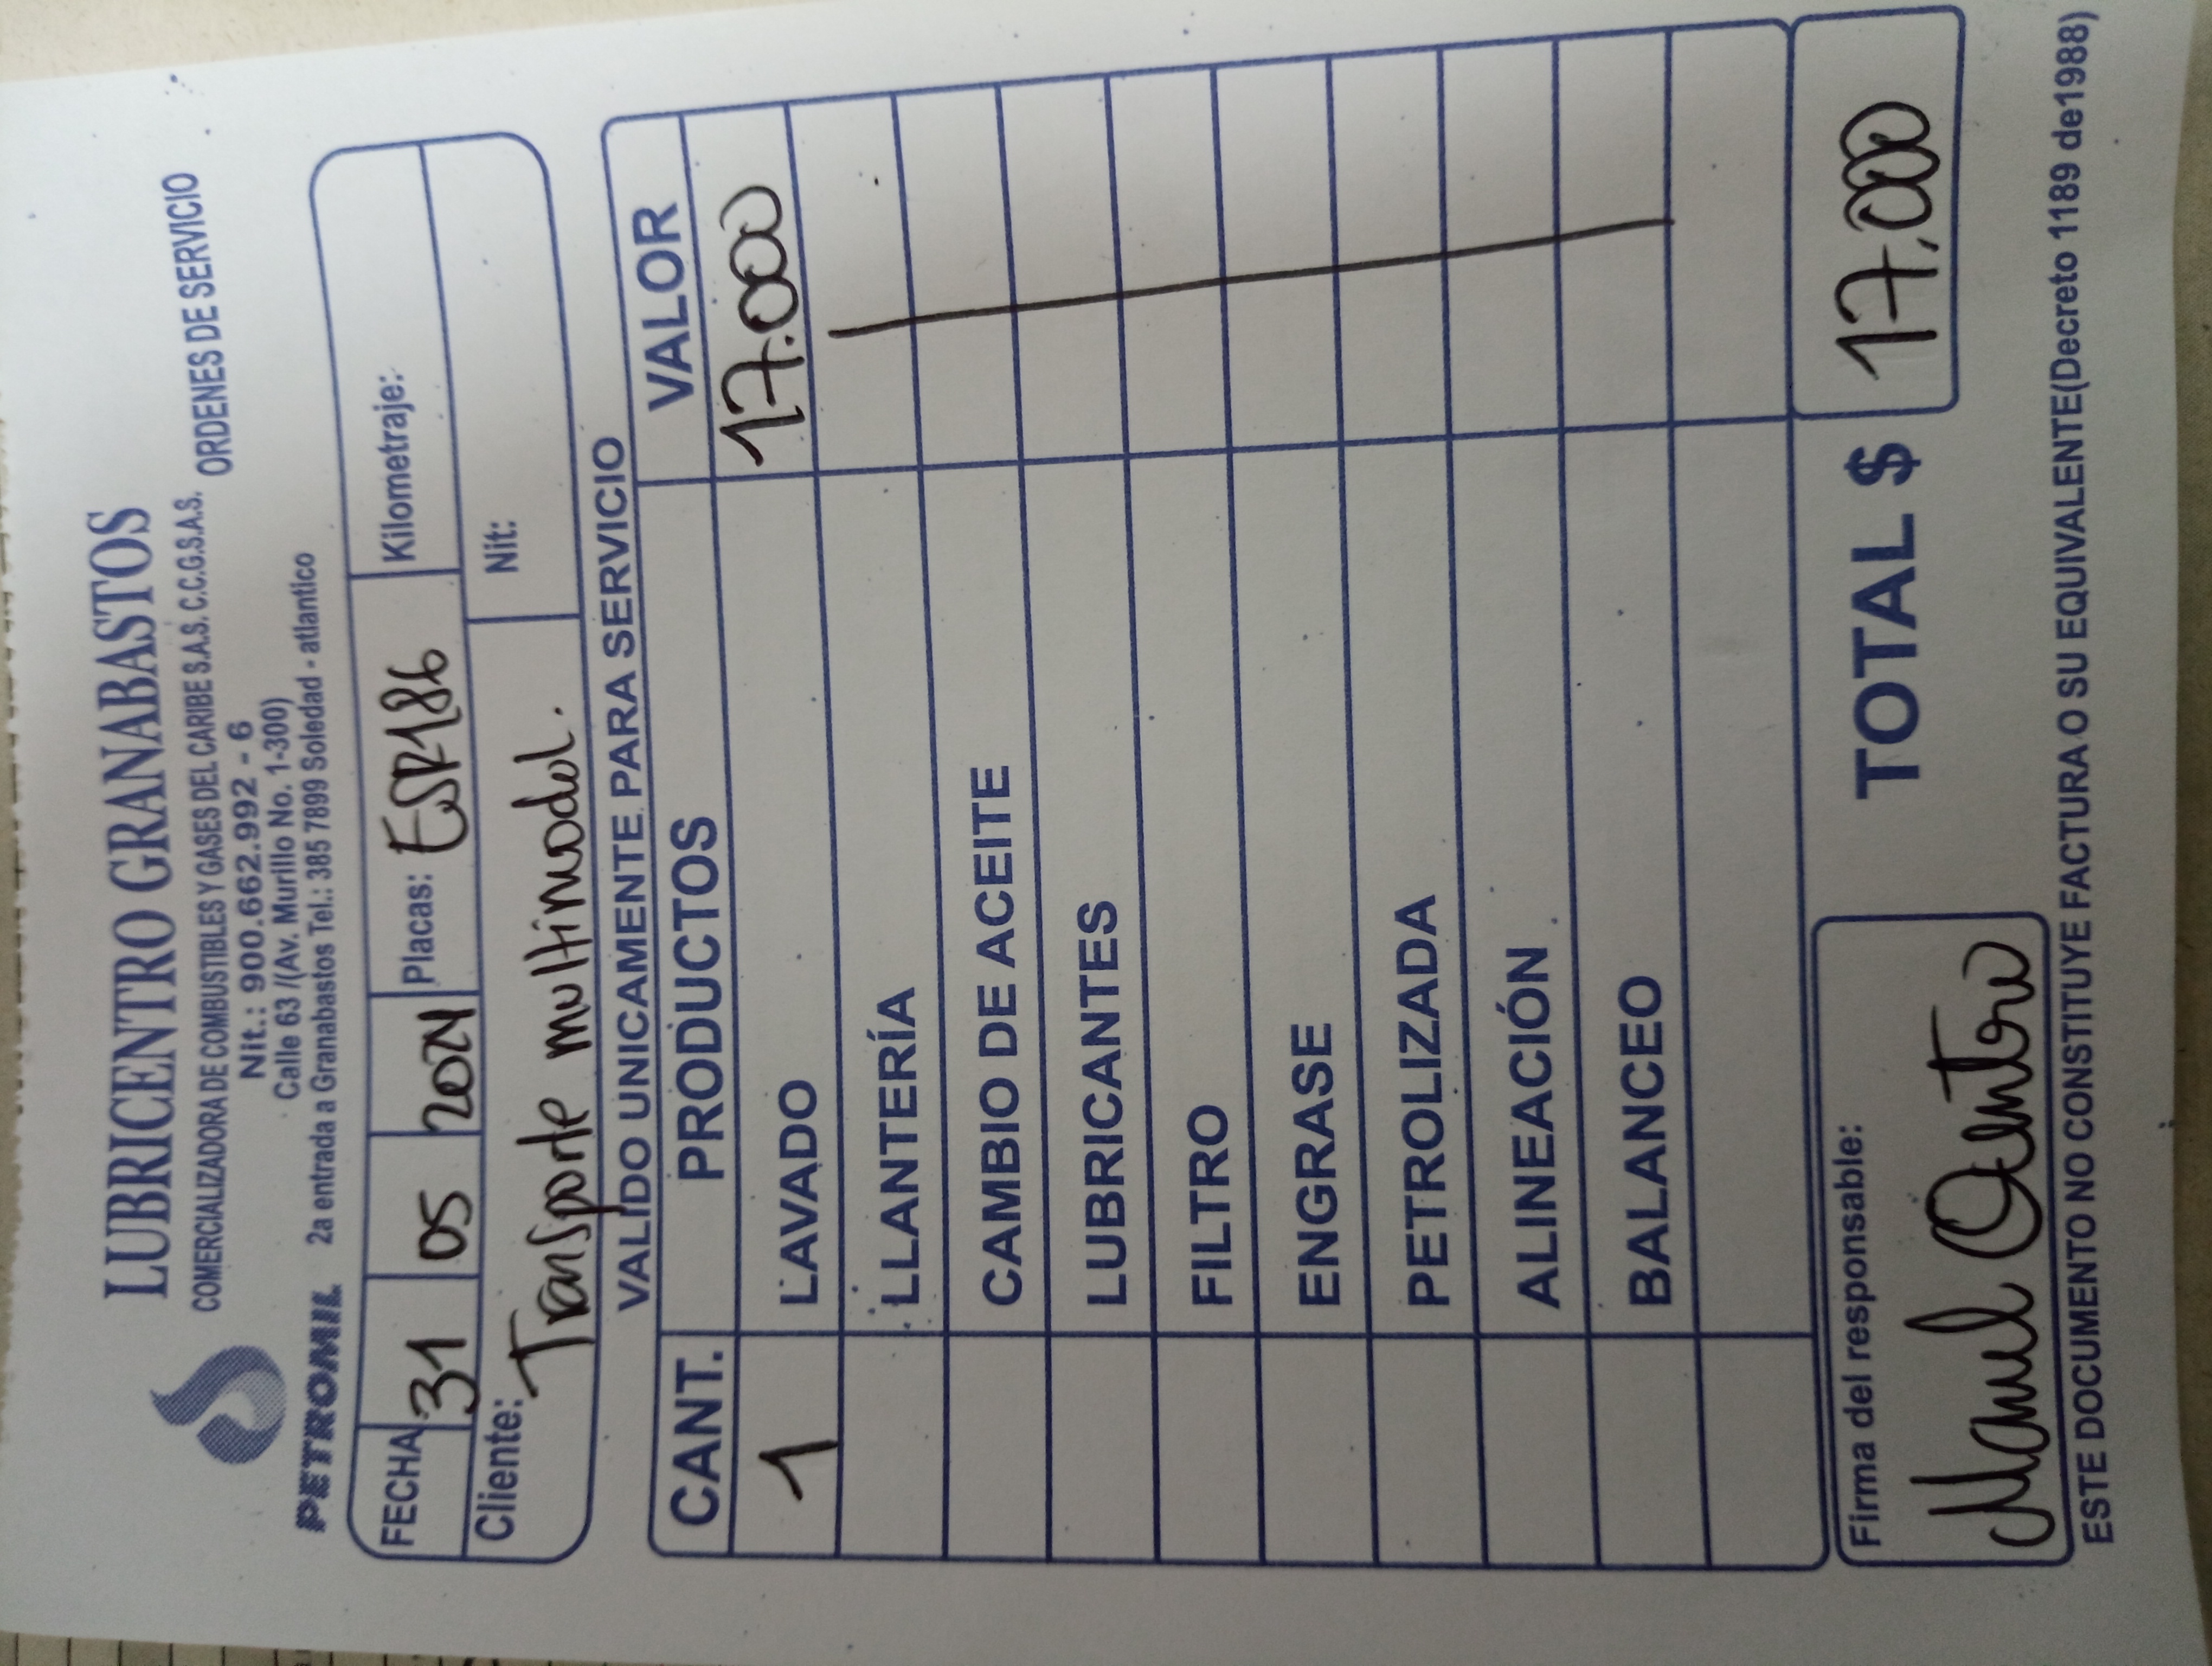 LUBRICENTRO GRANABASTOS
COMERCIALIZADORA DE COMBUSTIBLES Y GASES DEL CARIBE S.A.S. C.C.G.S.A.S.
Nit.: 900.662.992 - 6
ORDENES DE SERVICIO
Calle 63 /(Av. Murillo No. 1-300)
PETROMIL 2a entrada a Granabastos Tel.: 385 7899 Soledad - atlantico
FECHA 31 05 2024 Placas: ESR186 Kilometraje:
Cliente: Transporte multimodal. Nit:
VALIDO UNICAMENTE PARA SERVICIO
CANT. PRODUCTOS VALOR
1 LAVADO 17.000
LLANTERÍA
CAMBIO DE ACEITE
LUBRICANTES
FILTRO
ENGRASE
PETROLIZADA
ALINEACIÓN
BALANCEO
Firma del responsable:
TOTAL $ 17,000
Manuel
ESTE DOCUMENTO NO CONSTITUYE FACTURA O SU EQUIVALENTE(Decreto 1189 de1988)